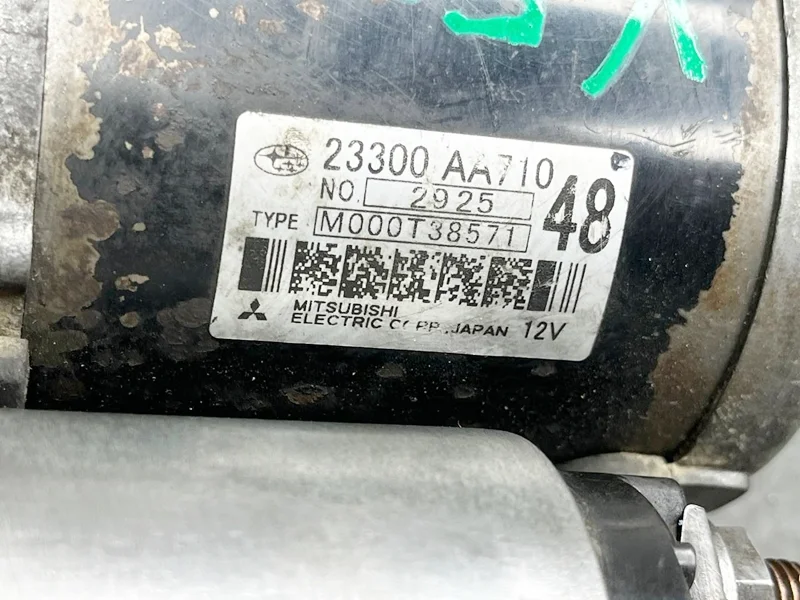 23300 AA710
NO. 2925
48
TYPE M000T38571
MITSUBISHI
ELECTRIC CORP. JAPAN 12V